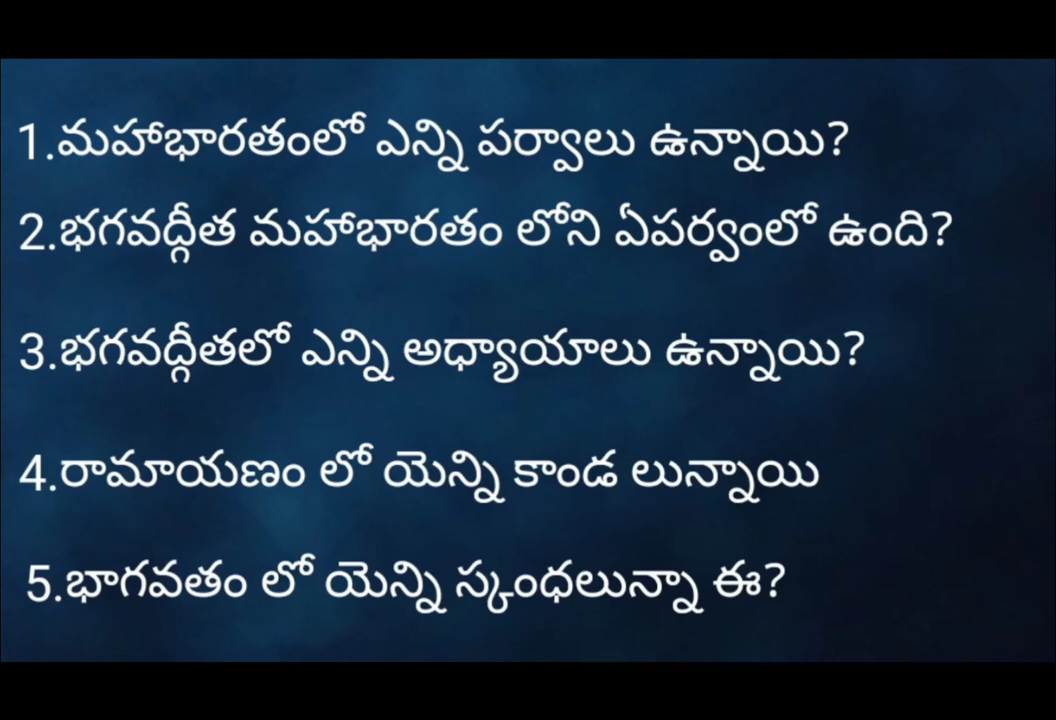 1.మహాభారతంలో ఎన్ని పర్వాలు ఉన్నాయి?
2.భగవద్గీత మహాభారతం లోని ఏపర్వంలో ఉంది?
3.భగవద్గీతలో ఎన్ని అధ్యాయాలు ఉన్నాయి?
4.రామాయణం లో యెన్ని కాండ లున్నాయి
5.భాగవతం లో యెన్ని స్కంధలున్నా ఈ?